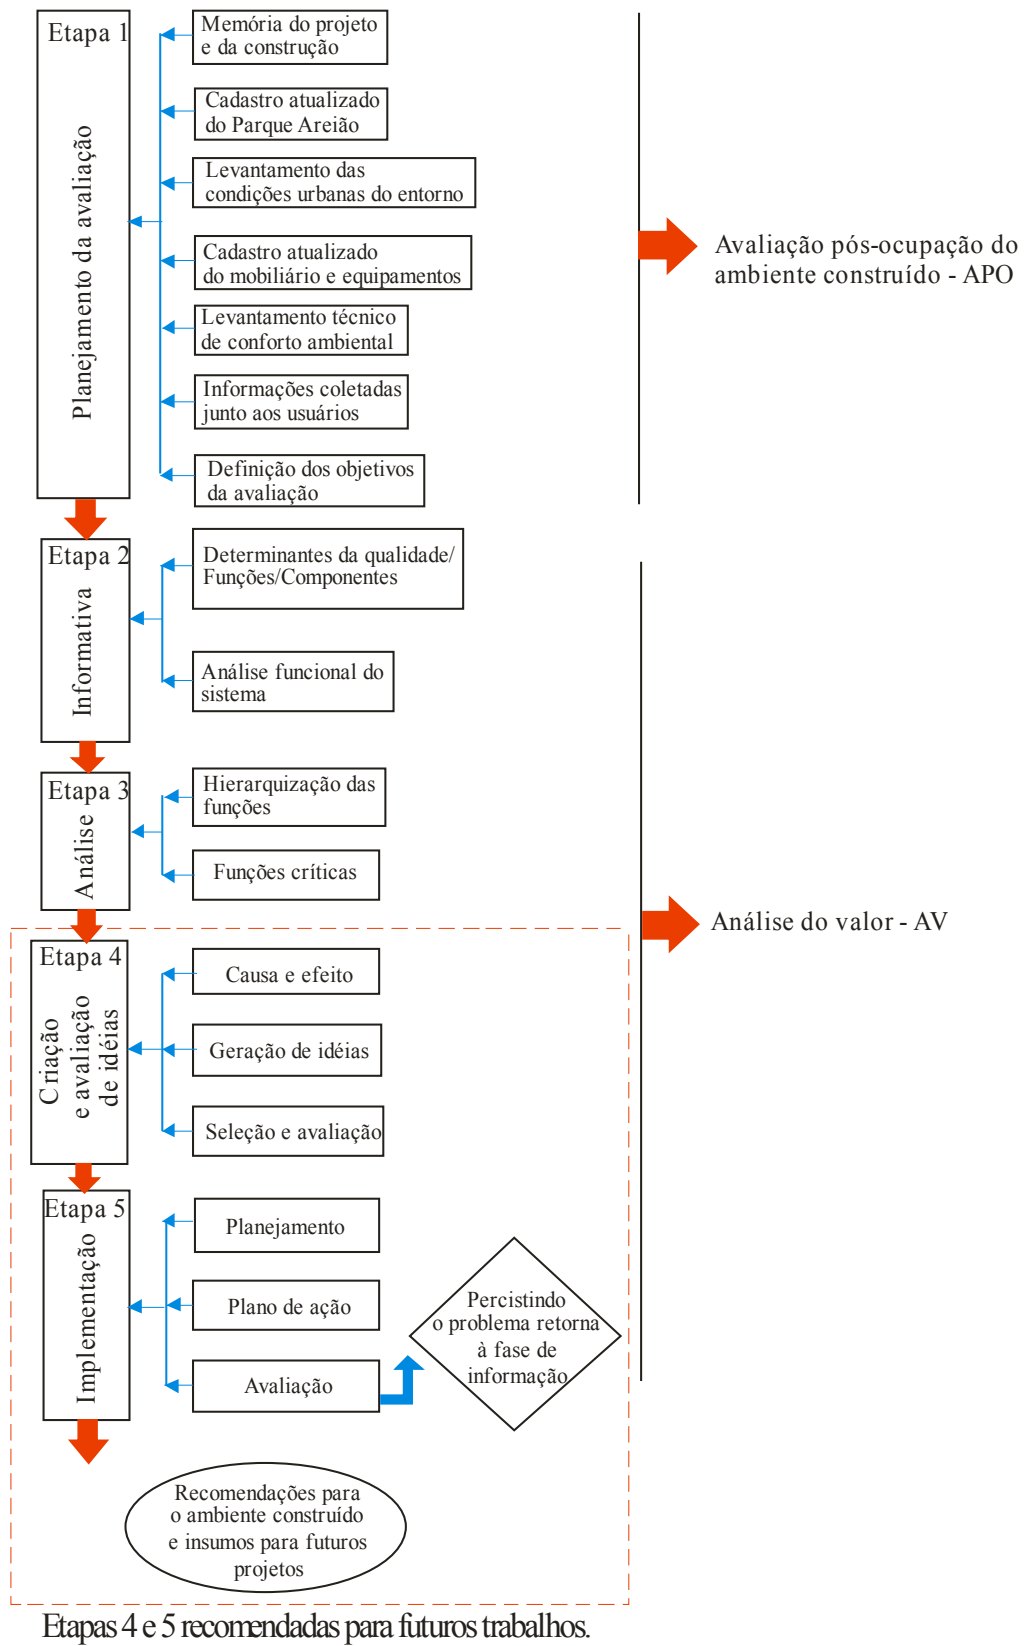 Etapa 1
Planejamento da avaliação
Memória do projeto
e da construção
Cadastro atualizado
do Parque Areião
Levantamento das
condições urbanas do entorno
Cadastro atualizado
do mobiliário e equipamentos
Levantamento técnico
de conforto ambiental
Informações coletadas
junto aos usuários
Definição dos objetivos
da avaliação
Avaliação pós-ocupação do
ambiente construído - APO
Etapa 2
Informativa
Determinantes da qualidade/
Funções/Componentes
Análise funcional do
sistema
Etapa 3
Análise
Hierarquização das
funções
Funções críticas
Análise do valor - AV
Etapa 4
Criação
e avaliação
de idéias
Causa e efeito
Geração de idéias
Seleção e avaliação
Etapa 5
Implementação
Planejamento
Plano de ação
Avaliação
Percistindo
o problema retorna
à fase de
informação
Recomendações para
o ambiente construído
e insumos para futuros
projetos
Etapas 4 e 5 recomendadas para futuros trabalhos.